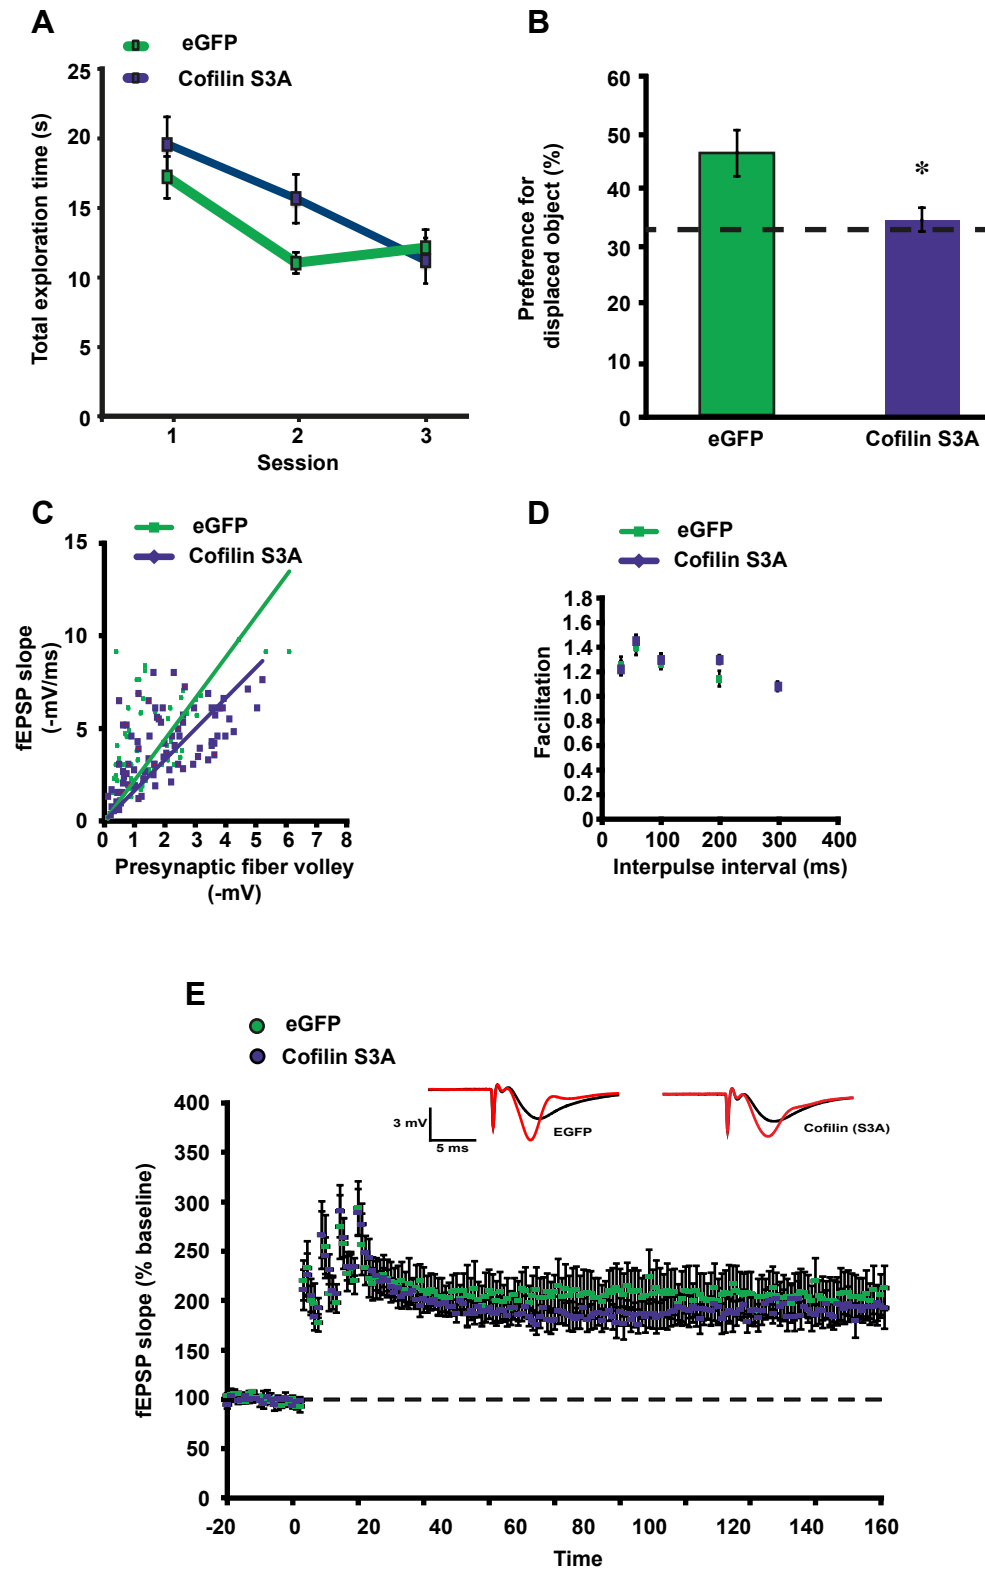 A
eGFP
Cofilin S3A
25
20
15
10
5
0
Total exploration time (s)
1 2 3
Session
B
60
50
40
30
20
10
0
Preference for
displaced object (%)
*
eGFP Cofilin S3A
C
eGFP
Cofilin S3A
15
10
5
0
fEPSP slope
(-mV/ms)
0 1 2 3 4 5 6 7 8
Presynaptic fiber volley
(-mV)
D
eGFP
Cofilin S3A
1.8
1.6
1.4
1.2
1.0
0.8
0.6
0.4
0.2
0
Facilitation
0 100 200 300 400
Interpulse interval (ms)
E
eGFP
Cofilin S3A
3 mV
5 ms
EGFP
Cofilin (S3A)
400
350
300
250
200
150
100
50
0
fEPSP slope (% baseline)
-20 0 20 40 60 80 100 120 140 160
Time